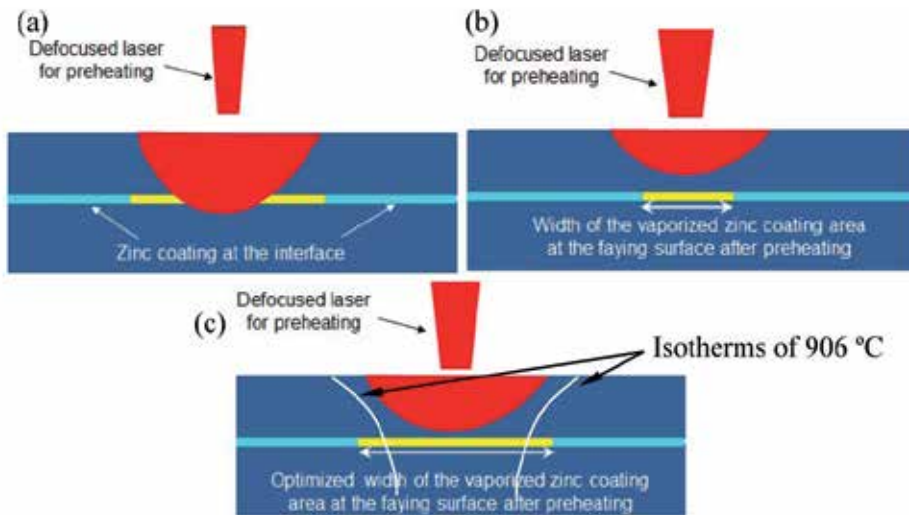 (a)
Defocused laser
for preheating
Zinc coating at the interface
(b)
Defocused laser
for preheating
Width of the vaporized zinc coating area
at the faying surface after preheating
(c)
Defocused laser
for preheating
Isotherms of 906 ºC
Optimized width of the vaporized zinc coating
area at the faying surface after preheating